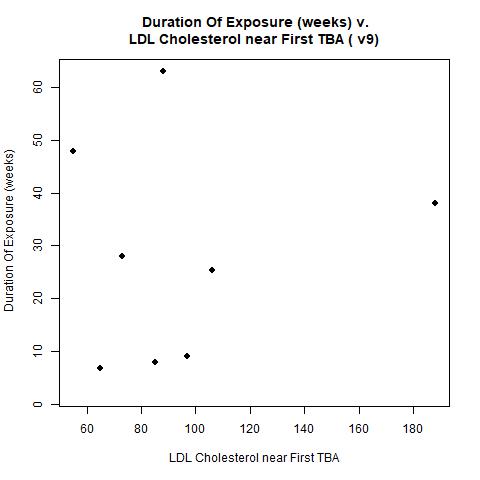 Duration Of Exposure (weeks) v.
LDL Cholesterol near First TBA ( v9)
Duration Of Exposure (weeks)
60
50
40
30
20
10
0
60 80 100 120 140 160 180
LDL Cholesterol near First TBA